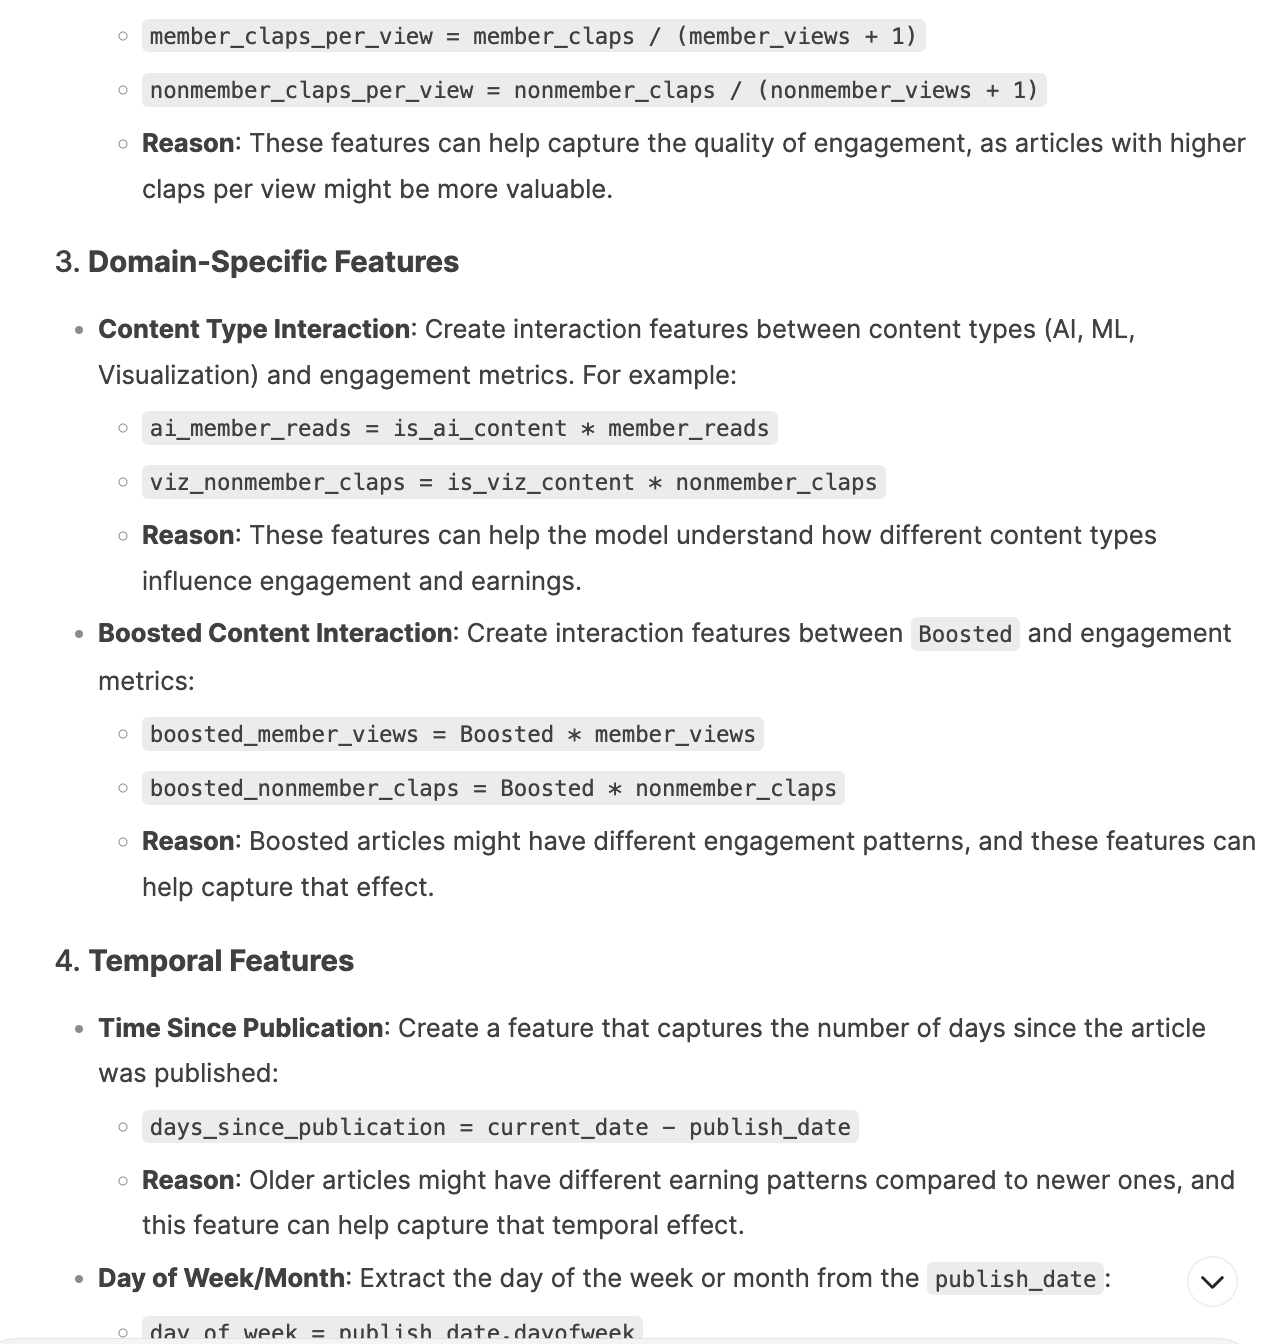 member_claps_per_view = member_claps / (member_views + 1)
nonmember_claps_per_view = nonmember_claps / (nonmember_views + 1)
Reason: These features can help capture the quality of engagement, as articles with higher
claps per view might be more valuable.
3. Domain-Specific Features
Content Type Interaction: Create interaction features between content types (AI, ML,
Visualization) and engagement metrics. For example:
ai_member_reads = is_ai_content * member_reads
viz_nonmember_claps = is_viz_content * nonmember_claps
Reason: These features can help the model understand how different content types
influence engagement and earnings.
Boosted Content Interaction: Create interaction features between Boosted and engagement
metrics:
boosted_member_views = Boosted * member_views
boosted_nonmember_claps = Boosted * nonmember_claps
Reason: Boosted articles might have different engagement patterns, and these features can
help capture that effect.
4. Temporal Features
Time Since Publication: Create a feature that captures the number of days since the article
was published:
days_since_publication = current_date - publish_date
Reason: Older articles might have different earning patterns compared to newer ones, and
this feature can help capture that temporal effect.
Day of Week/Month: Extract the day of the week or month from the publish_date:
day_of_week = publish_date.dayofweek